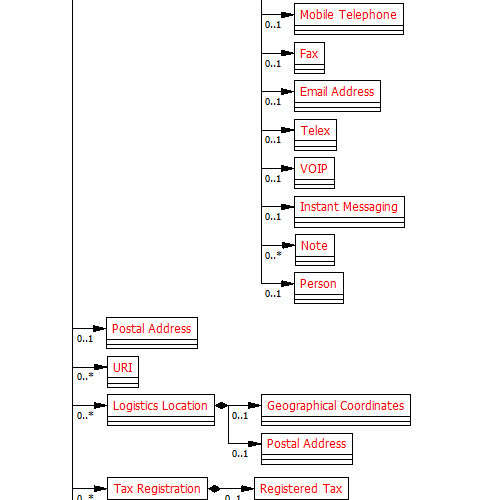 Mobile Telephone
0..1
Fax
0..1
Email Address
0..1
Telex
0..1
VOIP
0..1
Instant Messaging
0..1
Note
0..*
Person
0..1
Postal Address
0..1
URI
0..*
Logistics Location
0..*
Geographical Coordinates
0..1
Postal Address
0..1
Tax Registration
0..*
Registered Tax
0..1